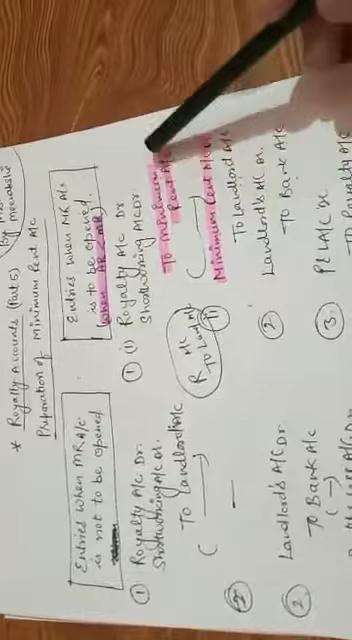 * Royalty Accounts (Part 5)
Preparation of Minimum Rent A/c
Entries when MR A/c
is not to be opened
① Royalty A/c Dr.
Shortworking A/c Dr.
To Landlord A/c
② Landlord's A/c Dr.
To Bank A/c
Entries when MR A/c
is to be opened.
(when AR < MR)
① (i) Royalty A/c Dr
Shortworking A/c Dr.
To Minimum
Rent A/c
(ii) Minimum Rent A/c
To Landlord A/c
② Landlord's A/c Dr.
To Bank A/c
③ P&L A/c Dr
To Royalty A/c